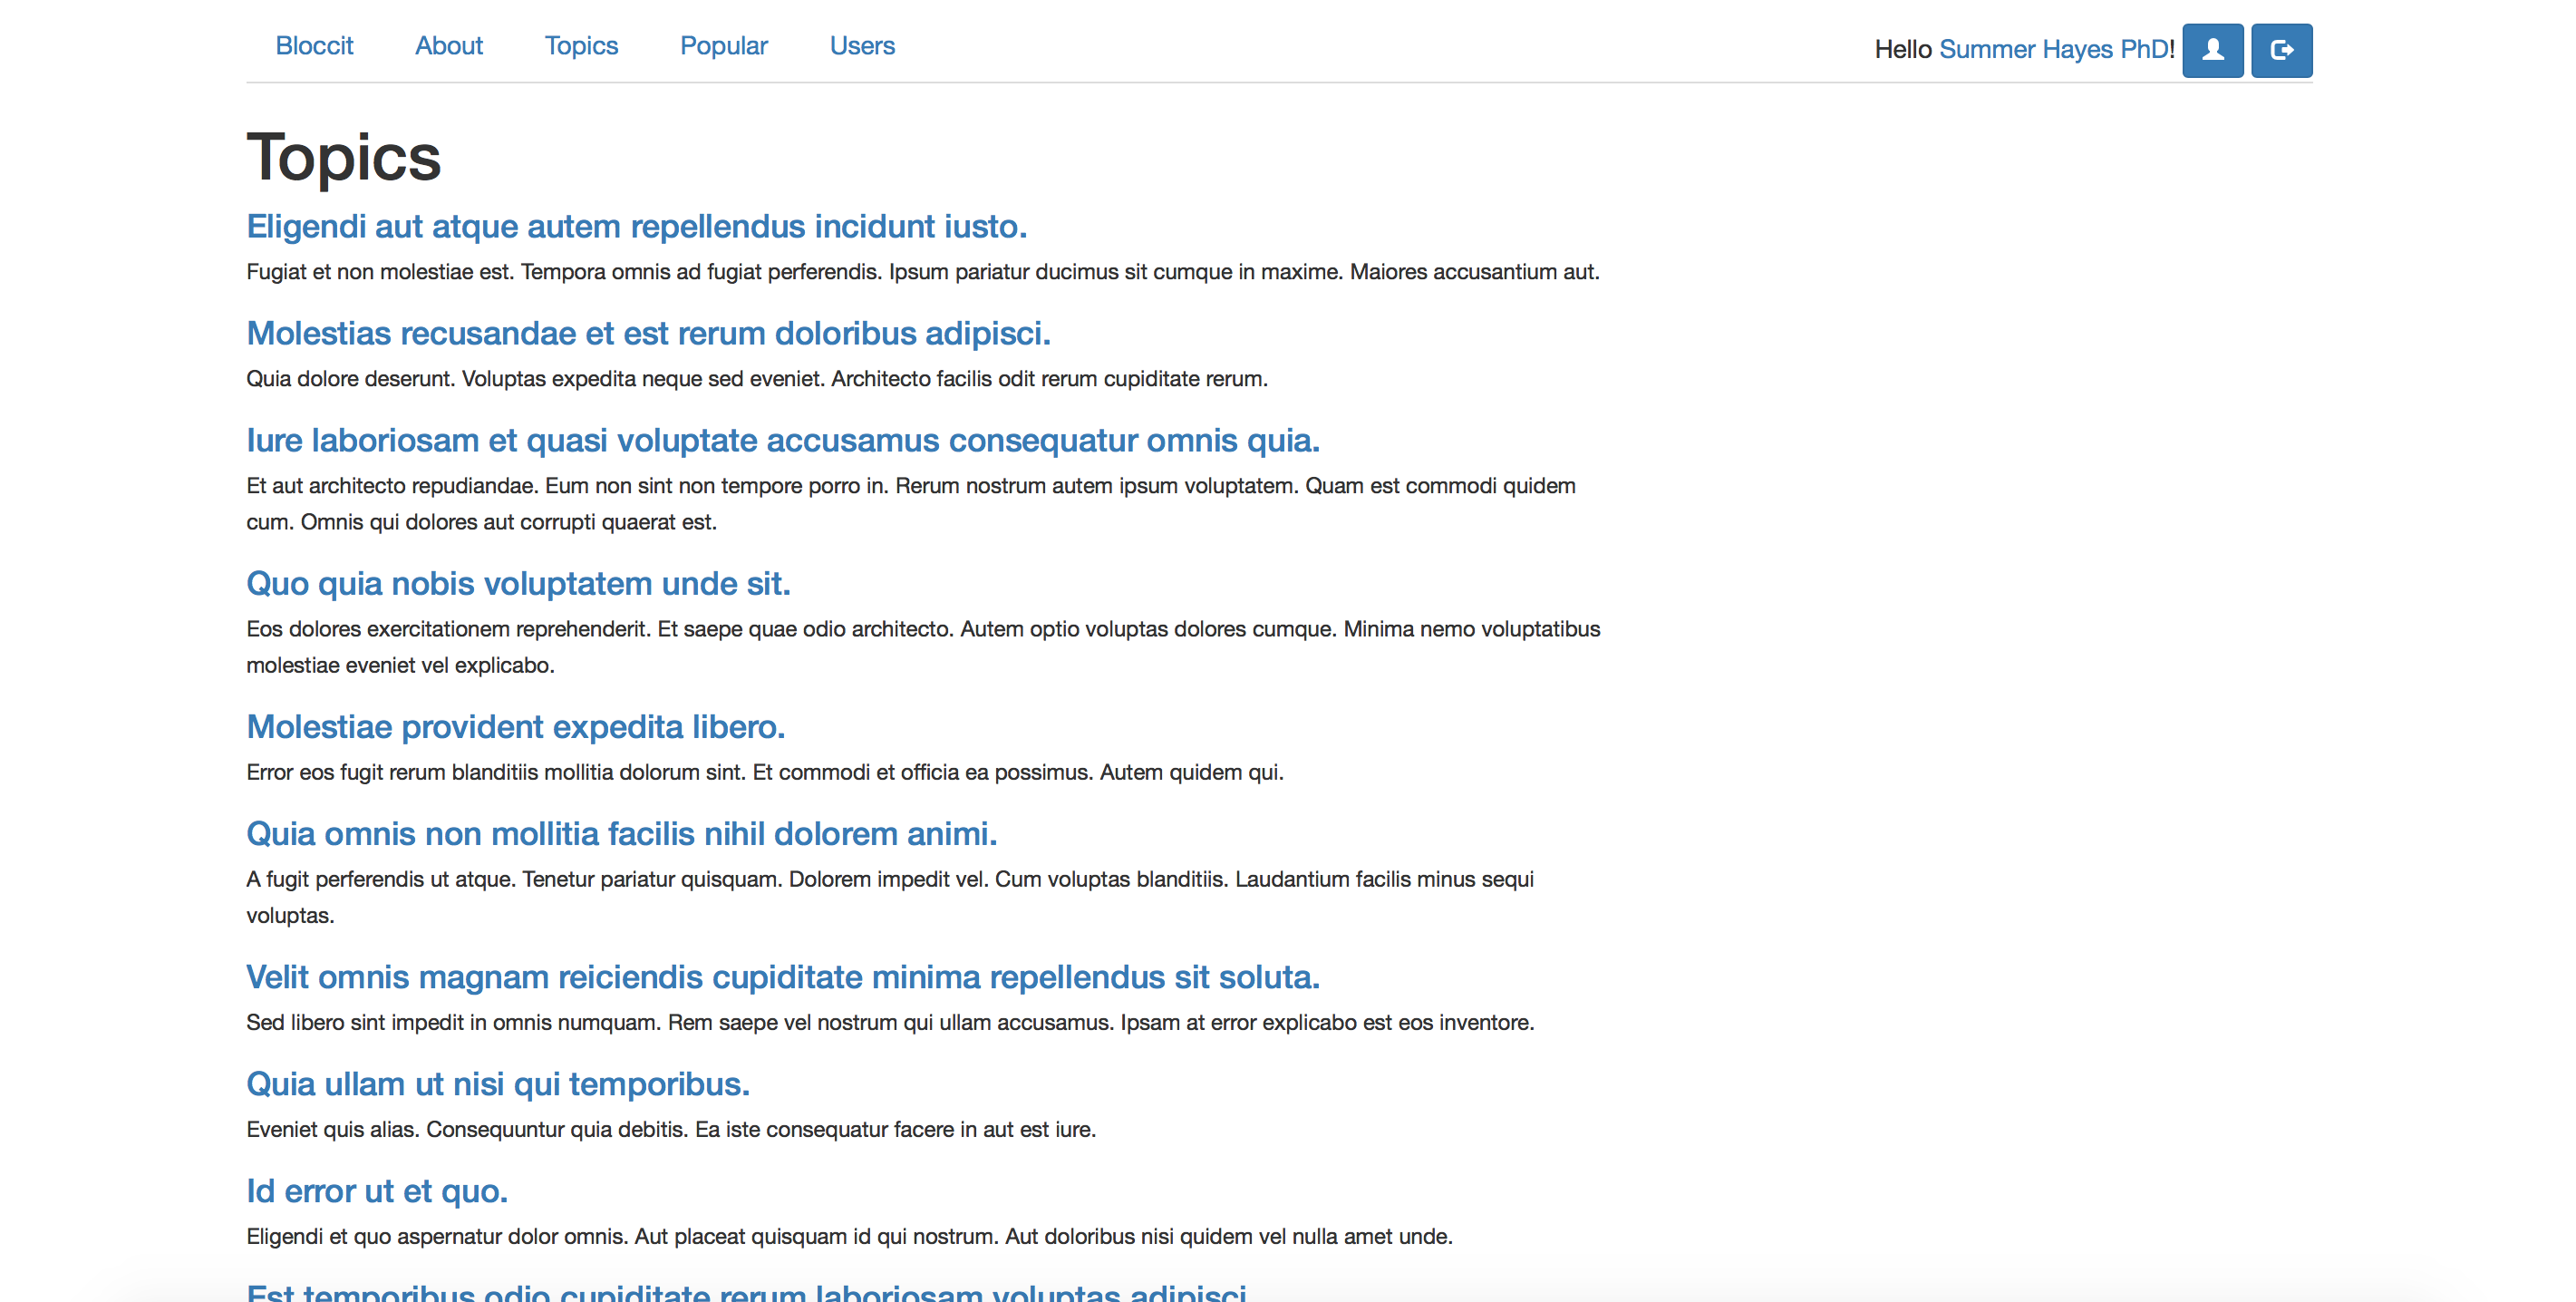 Bloccit About Topics Popular Users Hello Summer Hayes PhD!
Topics
Eligendi aut atque autem repellendus incidunt iusto.
Fugiat et non molestiae est. Tempora omnis ad fugiat perferendis. Ipsum pariatur ducimus sit cumque in maxime. Maiores accusantium aut.
Molestias recusandae et est rerum doloribus adipisci.
Quia dolore deserunt. Voluptas expedita neque sed eveniet. Architecto facilis odit rerum cupiditate rerum.
Iure laboriosam et quasi voluptate accusamus consequatur omnis quia.
Et aut architecto repudiandae. Eum non sint non tempore porro in. Rerum nostrum autem ipsum voluptatem. Quam est commodi quidem
cum. Omnis qui dolores aut corrupti quaerat est.
Quo quia nobis voluptatem unde sit.
Eos dolores exercitationem reprehenderit. Et saepe quae odio architecto. Autem optio voluptas dolores cumque. Minima nemo voluptatibus
molestiae eveniet vel explicabo.
Molestiae provident expedita libero.
Error eos fugit rerum blanditiis mollitia dolorum sint. Et commodi et officia ea possimus. Autem quidem qui.
Quia omnis non mollitia facilis nihil dolorem animi.
A fugit perferendis ut atque. Tenetur pariatur quisquam. Dolorem impedit vel. Cum voluptas blanditiis. Laudantium facilis minus sequi
voluptas.
Velit omnis magnam reiciendis cupiditate minima repellendus sit soluta.
Sed libero sint impedit in omnis numquam. Rem saepe vel nostrum qui ullam accusamus. Ipsam at error explicabo est eos inventore.
Quia ullam ut nisi qui temporibus.
Eveniet quis alias. Consequuntur quia debitis. Ea iste consequatur facere in aut est iure.
Id error ut et quo.
Eligendi et quo aspernatur dolor omnis. Aut placeat quisquam id qui nostrum. Aut doloribus nisi quidem vel nulla amet unde.
Est temporibus odio cupiditate rerum laboriosam voluptas adipisci